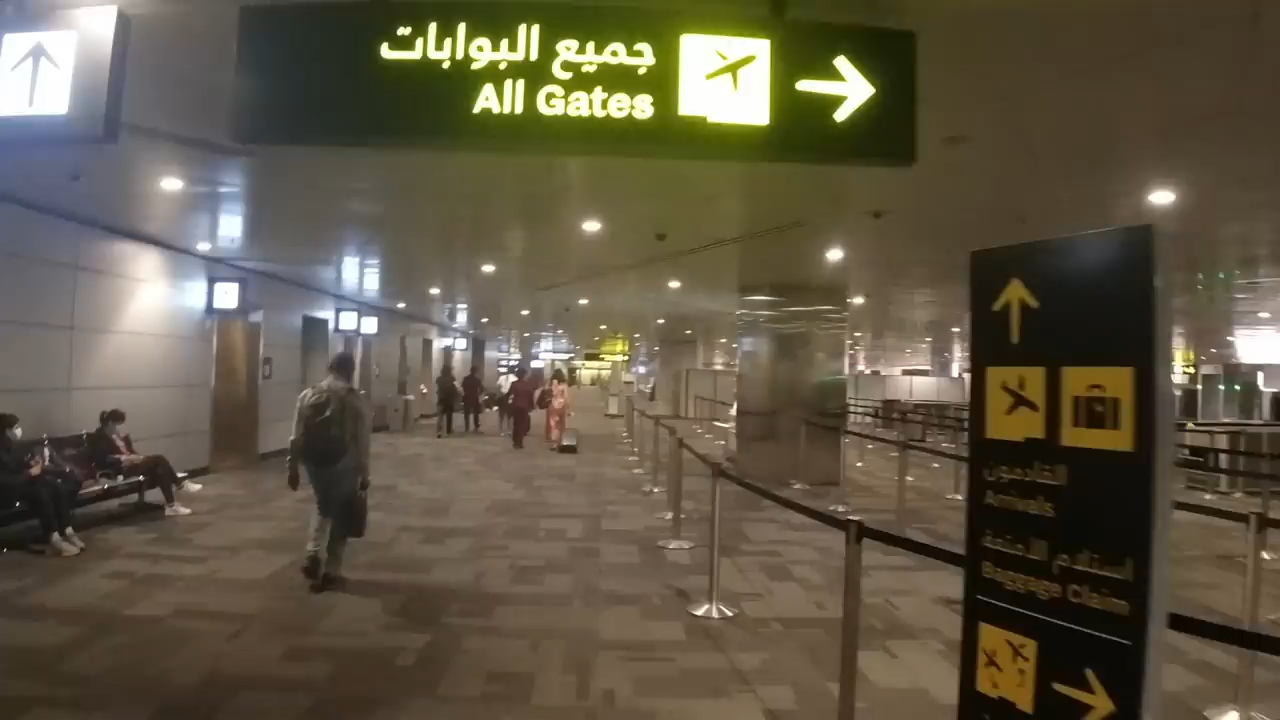 جميع البوابات
All Gates
القادمون
Arrivals
استلام الأمتعة
Baggage Claim